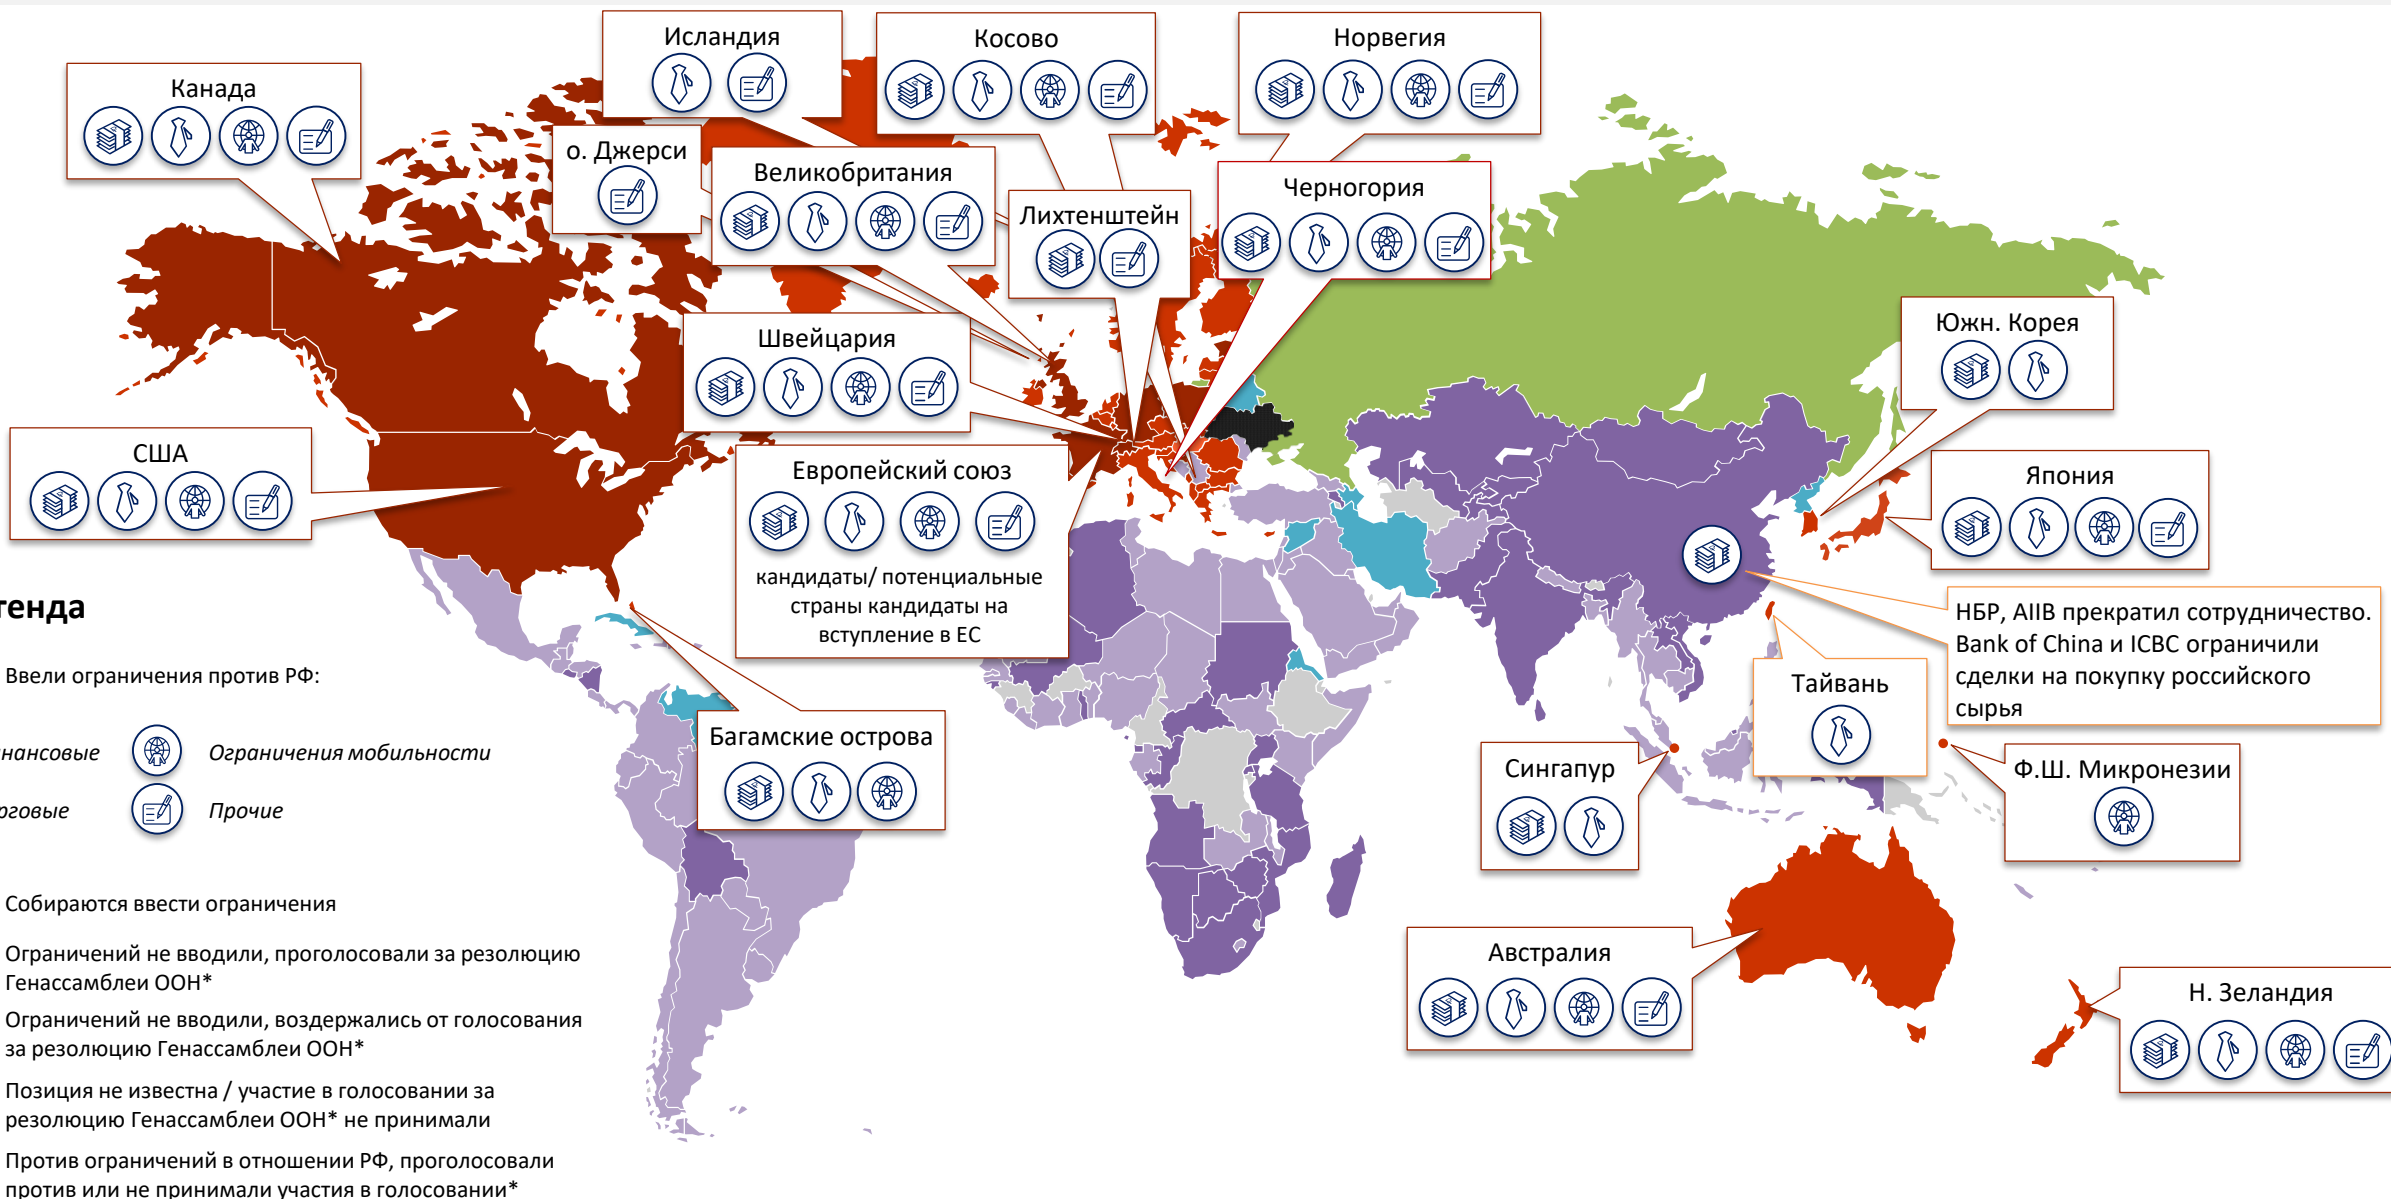 Исландия
Косово
Норвегия
Канада
о. Джерси
Великобритания
Лихтенштейн
Черногория
Швейцария
Южн. Корея
США
Европейский союз
кандидаты/ потенциальные
страны кандидаты на
вступление в ЕС
Япония
НБР, AIIB прекратил сотрудничество.
Bank of China и ICBC ограничили
сделки на покупку российского
сырья
Тайвань
Багамские острова
Сингапур
Ф.Ш. Микронезии
Австралия
Н. Зеландия
генда
Ввели ограничения против РФ:
нансовые
Ограничения мобильности
рговые
Прочие
Собираются ввести ограничения
Ограничений не вводили, проголосовали за резолюцию
Генассамблеи ООН*
Ограничений не вводили, воздержались от голосования
за резолюцию Генассамблеи ООН*
Позиция не известна / участие в голосовании за
резолюцию Генассамблеи ООН* не принимали
Против ограничений в отношении РФ, проголосовали
против или не принимали участия в голосовании*